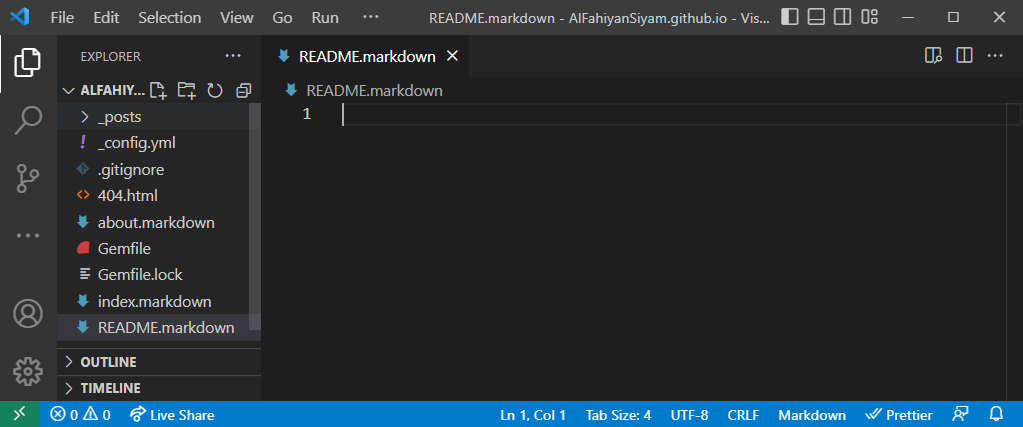 File Edit Selection View Go Run ··· README.markdown - AlFahiyanSiyam.github.io - Vis...
EXPLORER ···
README.markdown
ALFAHIY...
README.markdown
1
_posts
_config.yml
.gitignore
404.html
about.markdown
Gemfile
Gemfile.lock
index.markdown
README.markdown
OUTLINE
TIMELINE
0 0 Live Share Ln 1, Col 1 Tab Size: 4 UTF-8 CRLF Markdown Prettier